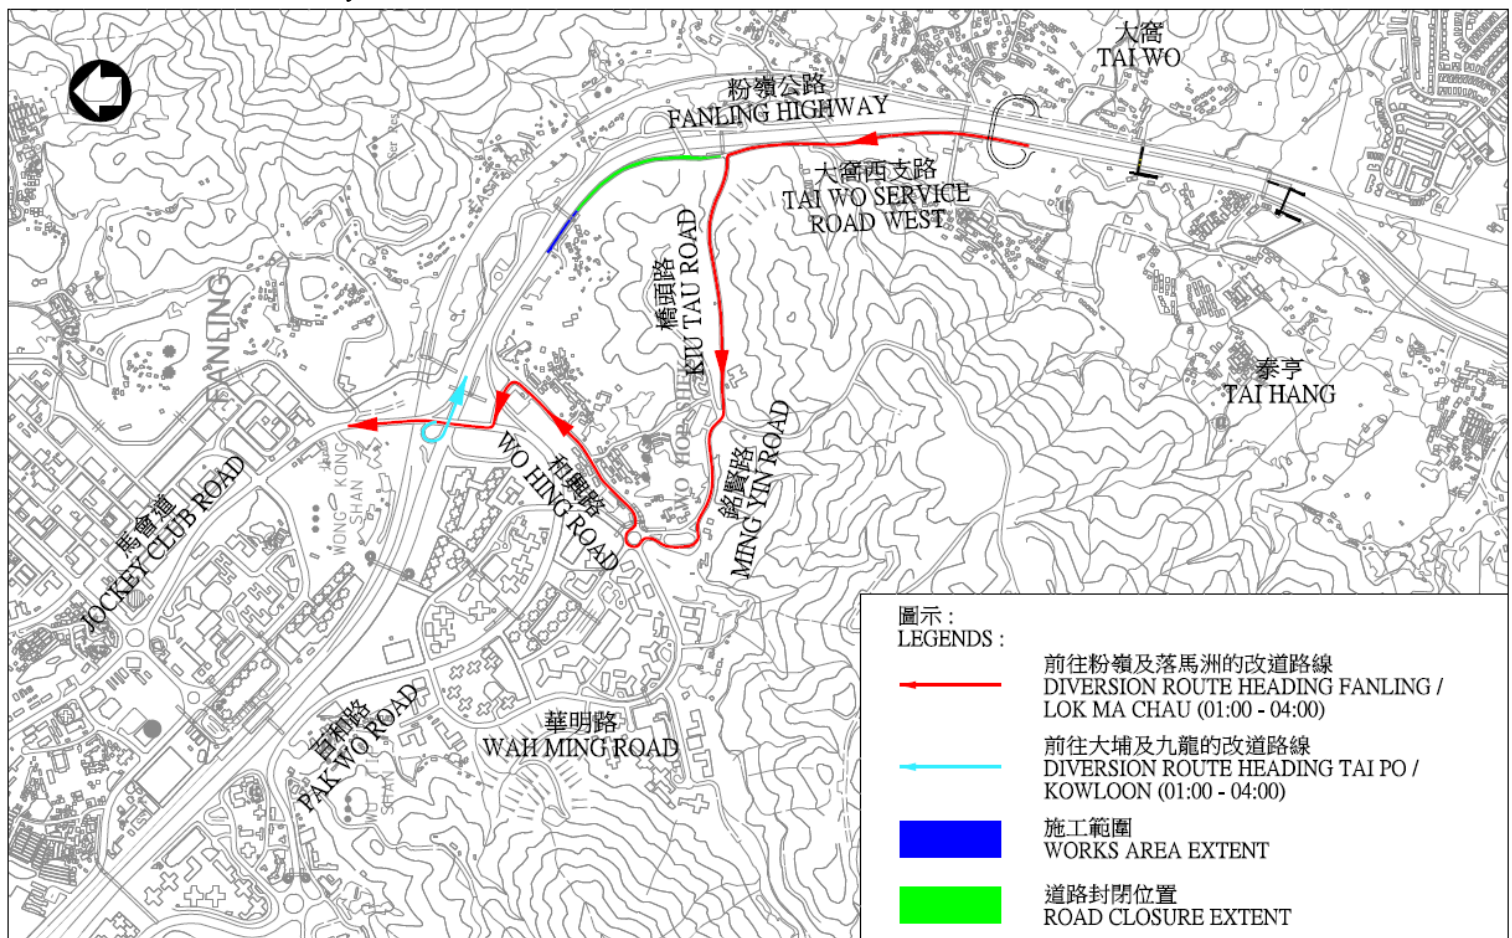 大窩
TAI WO
粉嶺公路
FANLING HIGHWAY
大窩西支路
TAI WO SERVICE
ROAD WEST
橋頭路
KIU TAU ROAD
泰亨
TAI HANG
FANLING
和興路
WO HING ROAD
WO HOP SHEK
銘賢路
MING YIN ROAD
馬會道
JOCKEY CLUB ROAD
WONG KONG
SHAN
百和路
PAK WO ROAD
華明路
WAH MING ROAD
圖示 :
LEGENDS :
前往粉嶺及落馬洲的改道路線
DIVERSION ROUTE HEADING FANLING /
LOK MA CHAU (01:00 - 04:00)
前往大埔及九龍的改道路線
DIVERSION ROUTE HEADING TAI PO /
KOWLOON (01:00 - 04:00)
施工範圍
WORKS AREA EXTENT
道路封閉位置
ROAD CLOSURE EXTENT